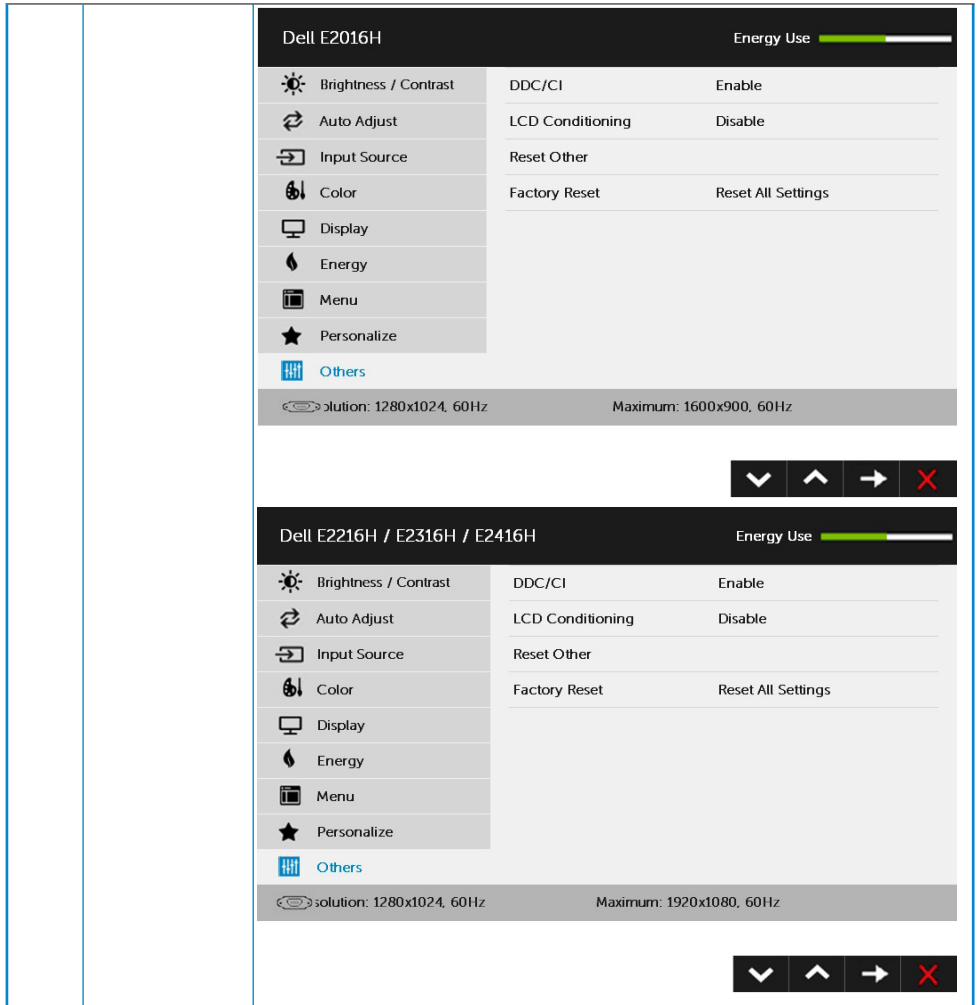 Dell E2016H Energy Use
Brightness / Contrast DDC/CI Enable
Auto Adjust LCD Conditioning Disable
Input Source Reset Other
Color Factory Reset Reset All Settings
Display
Energy
Menu
Personalize
Others
olution: 1280x1024, 60Hz Maximum: 1600x900, 60Hz
Dell E2216H / E2316H / E2416H Energy Use
Brightness / Contrast DDC/CI Enable
Auto Adjust LCD Conditioning Disable
Input Source Reset Other
Color Factory Reset Reset All Settings
Display
Energy
Menu
Personalize
Others
solution: 1280x1024, 60Hz Maximum: 1920x1080, 60Hz